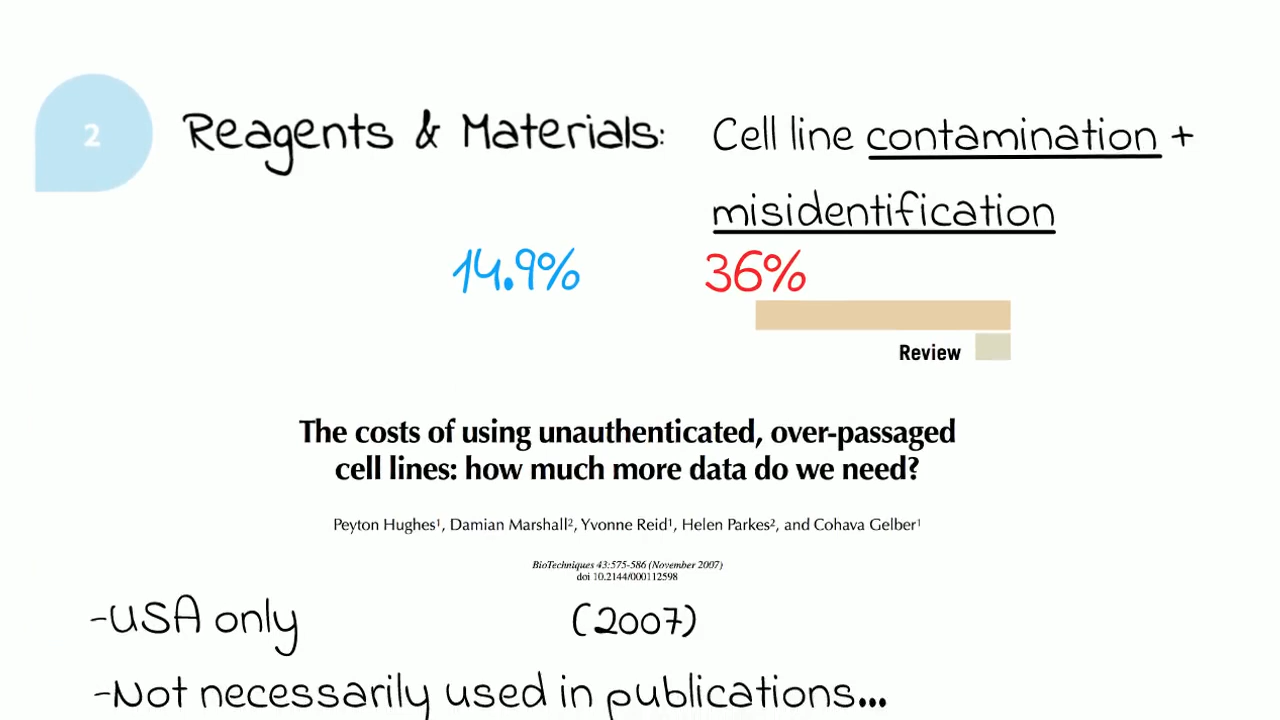 2
Reagents & Materials: Cell line contamination +
misidentification
14.9% 36%
Review
The costs of using unauthenticated, over-passaged
cell lines: how much more data do we need?
Peyton Hughes¹, Damian Marshall², Yvonne Reid¹, Helen Parkes², and Cohava Gelber¹
BioTechniques 43:575-586 (November 2007)
doi 10.2144/000112598
-USA only (2007)
-Not necessarily used in publications...